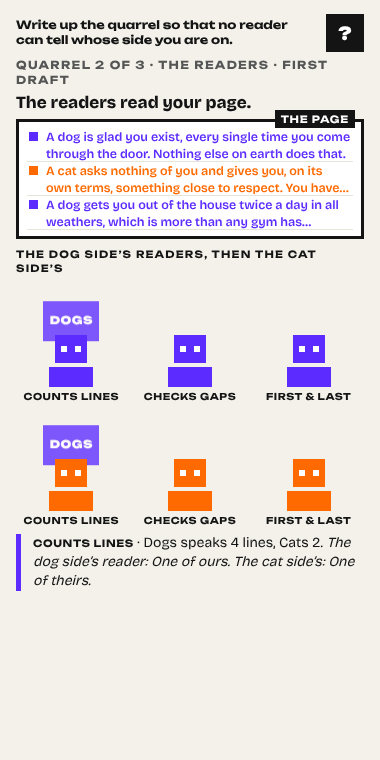 Write up the quarrel so that no reader
can tell whose side you are on.
?
QUARREL 2 OF 3 · THE READERS · FIRST
DRAFT
The readers read your page.
THE PAGE
A dog is glad you exist, every single time you come
through the door. Nothing else on earth does that.
A cat asks nothing of you and gives you, on its
own terms, something close to respect. You have...
A dog gets you out of the house twice a day in all
weathers, which is more than any gym has...
THE DOG SIDE’S READERS, THEN THE CAT
SIDE’S
DOGS
COUNTS LINES
CHECKS GAPS
FIRST & LAST
DOGS
COUNTS LINES
CHECKS GAPS
FIRST & LAST
COUNTS LINES · Dogs speaks 4 lines, Cats 2. The
dog side’s reader: One of ours. The cat side’s: One
of theirs.